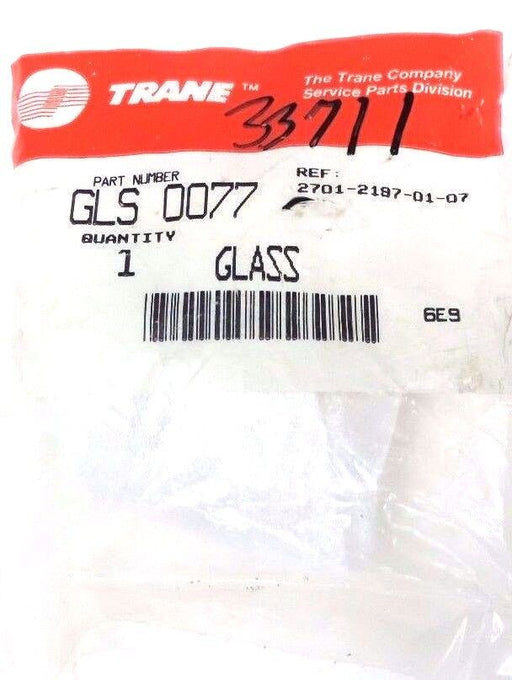 TRANE™
The Trane Company
Service Parts Division
33711
PART NUMBER
GLS 0077
REF:
2701-2187-01-07
QUANTITY
1 GLASS
6E9